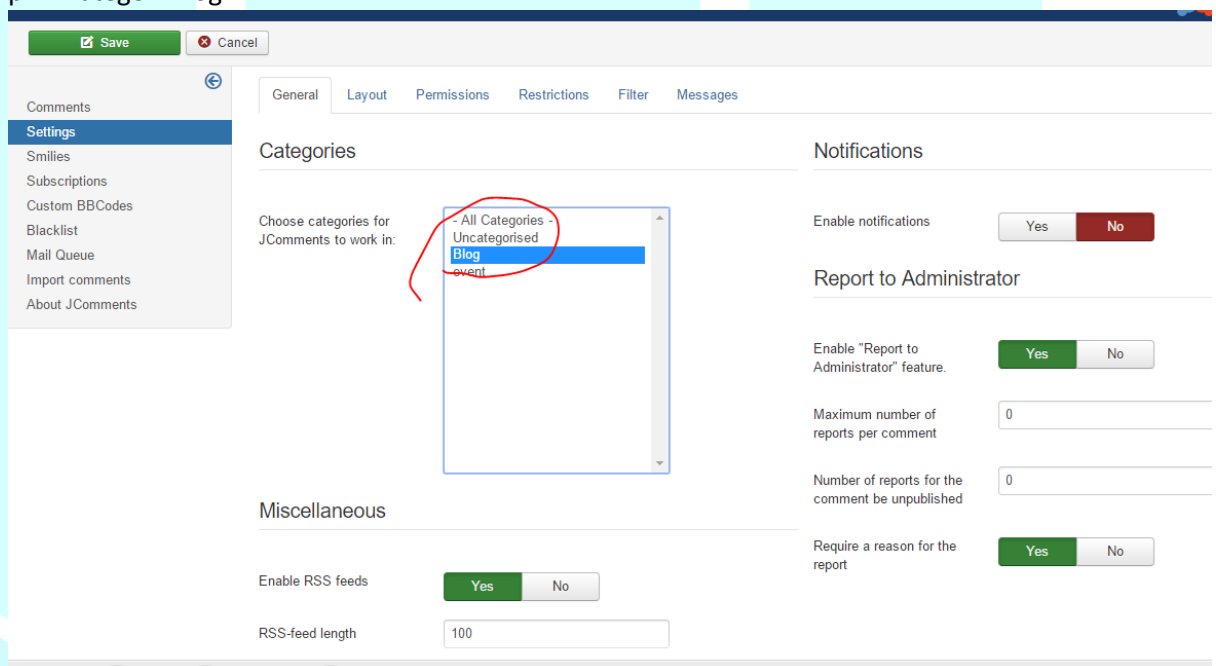 Save
Cancel
Comments
Settings
Smilies
Subscriptions
Custom BBCodes
Blacklist
Mail Queue
Import comments
About JComments
General Layout Permissions Restrictions Filter Messages
Categories
Choose categories for
JComments to work in:
- All Categories -
Uncategorised
Blog
event
Miscellaneous
Enable RSS feeds
Yes No
RSS-feed length
100
Notifications
Enable notifications
Yes No
Report to Administrator
Enable "Report to
Administrator" feature.
Yes No
Maximum number of
reports per comment
0
Number of reports for the
comment be unpublished
0
Require a reason for the
report
Yes No